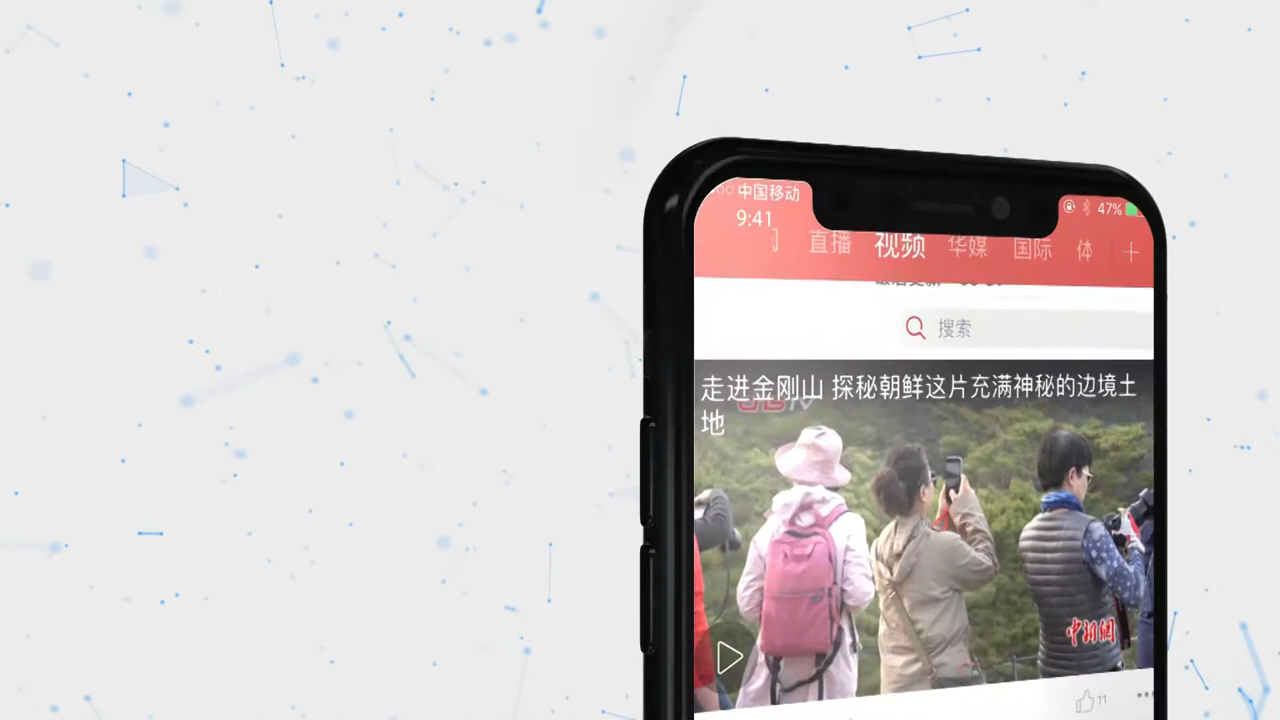 中国移动
9:41
47%
直播 视频 华媒 国际 体 +
搜索
走进金刚山 探秘朝鲜这片充满神秘的边境土
地
中新网
11